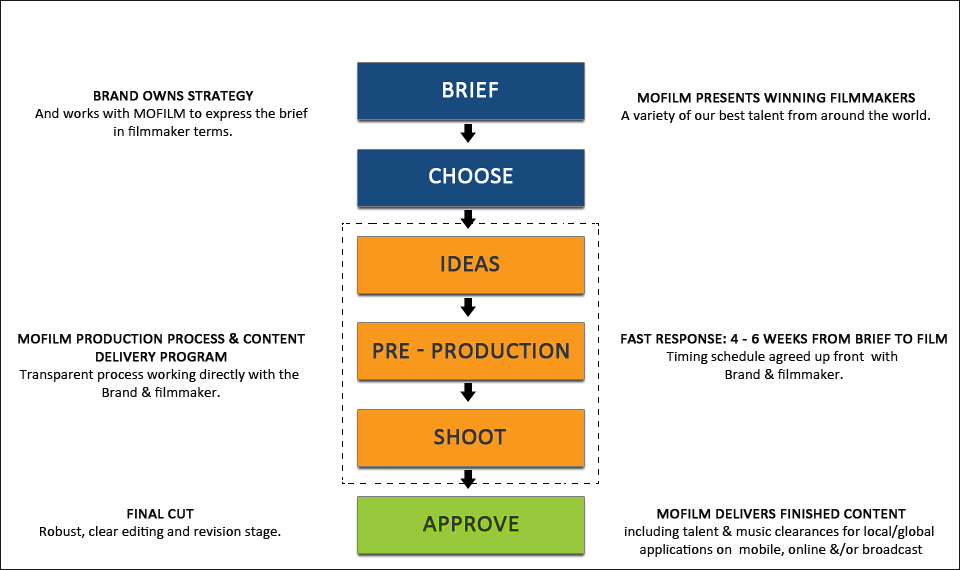 BRIEF
BRAND OWNS STRATEGY
And works with MOFILM to express the brief
in filmmaker terms.
MOFILM PRESENTS WINNING FILMMAKERS
A variety of our best talent from around the world.
CHOOSE
IDEAS
MOFILM PRODUCTION PROCESS & CONTENT
DELIVERY PROGRAM
Transparent process working directly with the
Brand & filmmaker.
PRE - PRODUCTION
FAST RESPONSE: 4 - 6 WEEKS FROM BRIEF TO FILM
Timing schedule agreed up front with
Brand & filmmaker.
SHOOT
FINAL CUT
Robust, clear editing and revision stage.
APPROVE
MOFILM DELIVERS FINISHED CONTENT
including talent & music clearances for local/global
applications on mobile, online &/or broadcast